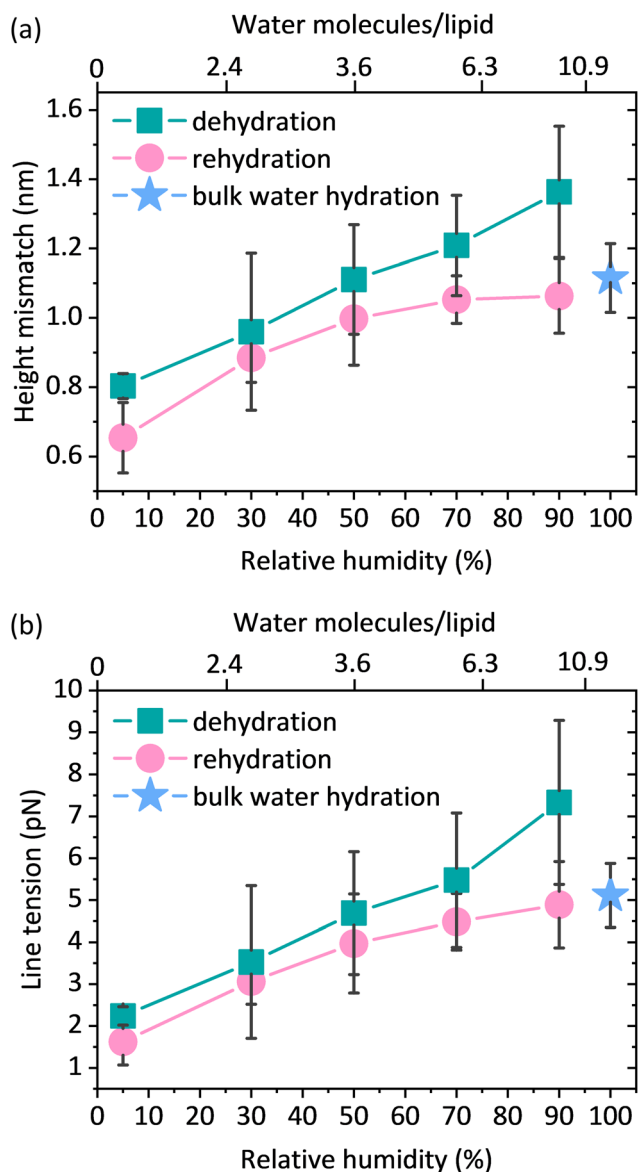 (a)
Water molecules/lipid
0 2.4 3.6 6.3 10.9
Height mismatch (nm)
1.6
1.4
1.2
1.0
0.8
0.6
dehydration
rehydration
bulk water hydration
0 10 20 30 40 50 60 70 80 90 100
Relative humidity (%)
(b)
Water molecules/lipid
0 2.4 3.6 6.3 10.9
Line tension (pN)
10
9
8
7
6
5
4
3
2
1
dehydration
rehydration
bulk water hydration
0 10 20 30 40 50 60 70 80 90 100
Relative humidity (%)